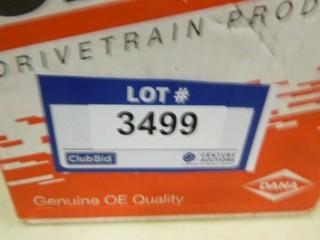 DRIVETRAIN PROD
LOT #
3499
ClubBid
CENTURY
AUCTIONS
DANA
Genuine OE Quality